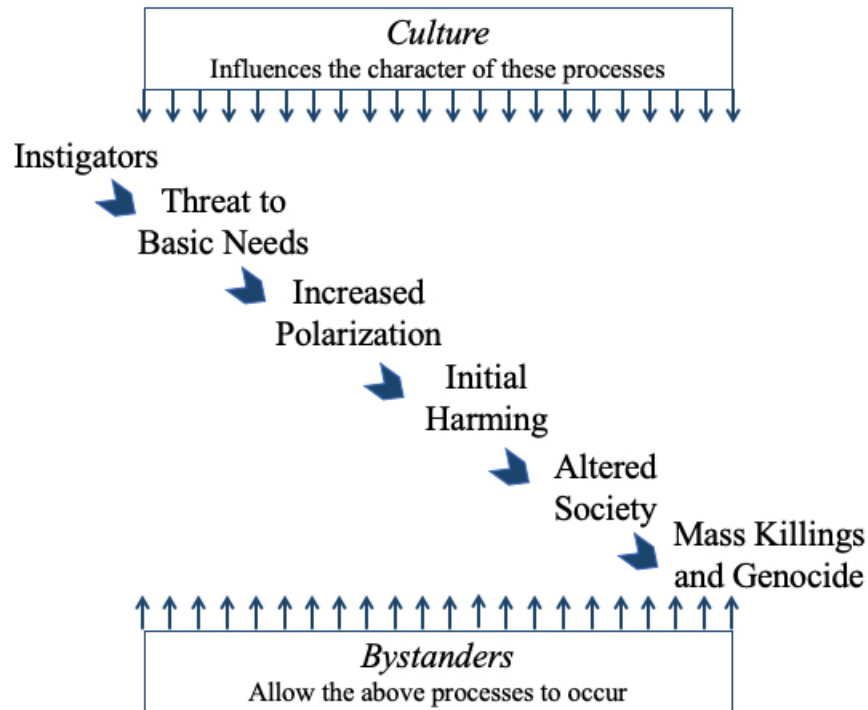 Culture
Influences the character of these processes
Instigators
Threat to
Basic Needs
Increased
Polarization
Initial
Harming
Altered
Society
Mass Killings
and Genocide
Bystanders
Allow the above processes to occur